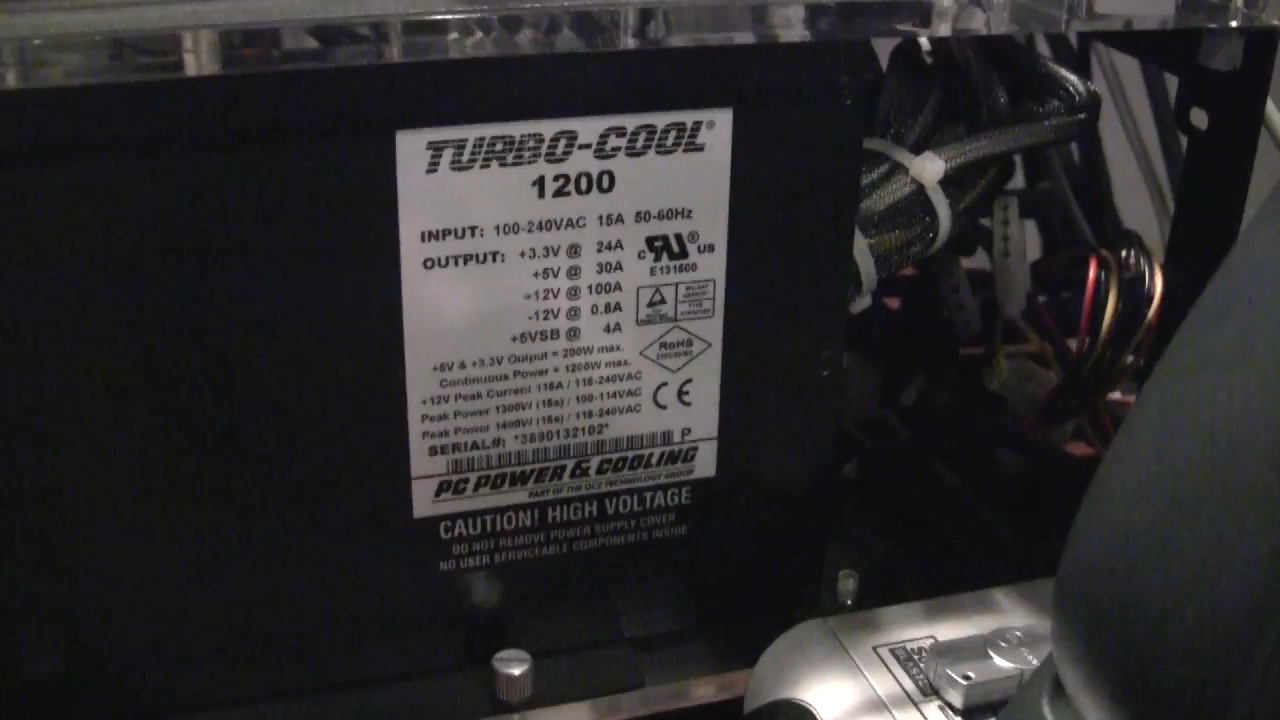 TURBO-COOL®
1200
INPUT: 100-240VAC 15A 50-60Hz
OUTPUT: +3.3V @ 24A
+5V @ 30A
+12V @ 100A
-12V @ 0.8A
+5VSB @ 4A
c RU® US
E131500
RoHS
CE
+5V & +3.3V Output = 200W max.
Continuous Power = 1200W max.
+12V Peak Current 115A / 115-240VAC
Peak Power 1300W (15s) / 100-114VAC
Peak Power 1400W (15s) / 115-240VAC
SERIAL#: *3890132102*
P
PC POWER & COOLING
PART OF THE OCZ TECHNOLOGY GROUP
CAUTION! HIGH VOLTAGE
DO NOT REMOVE POWER SUPPLY COVER
NO USER SERVICEABLE COMPONENTS INSIDE